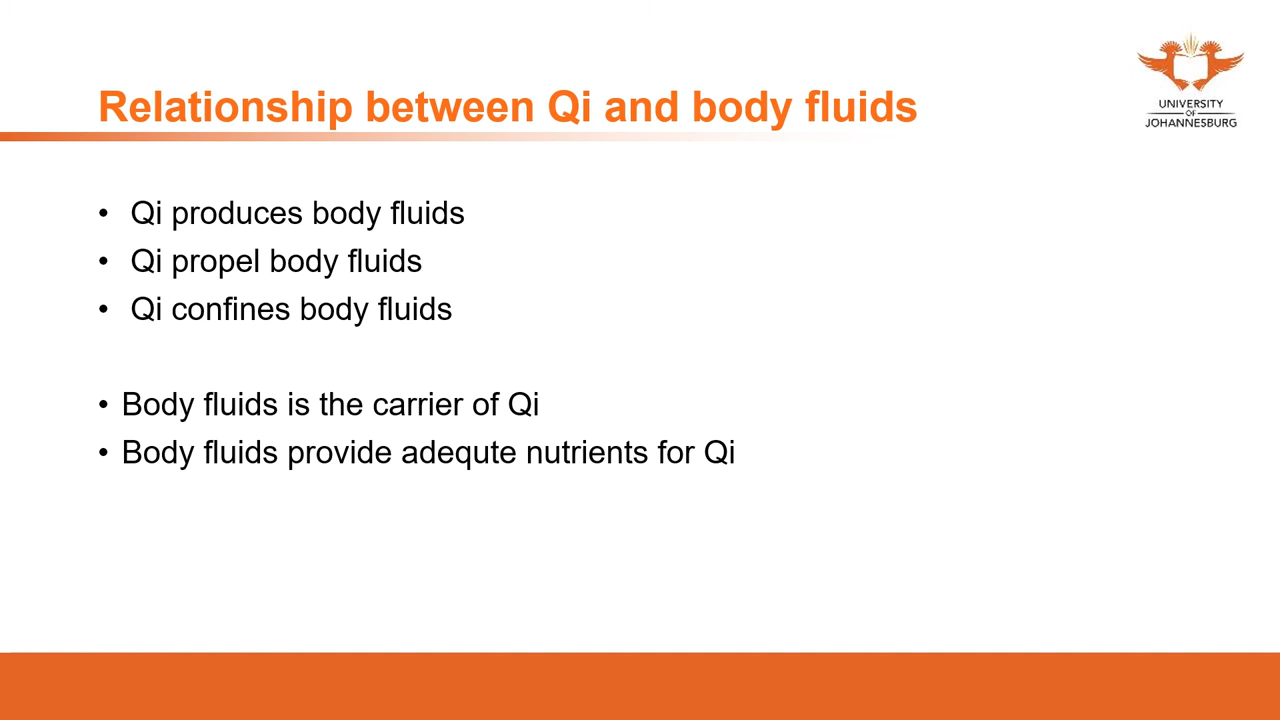 Relationship between Qi and body fluids
UNIVERSITY
OF
JOHANNESBURG
• Qi produces body fluids
• Qi propel body fluids
• Qi confines body fluids
• Body fluids is the carrier of Qi
• Body fluids provide adequte nutrients for Qi